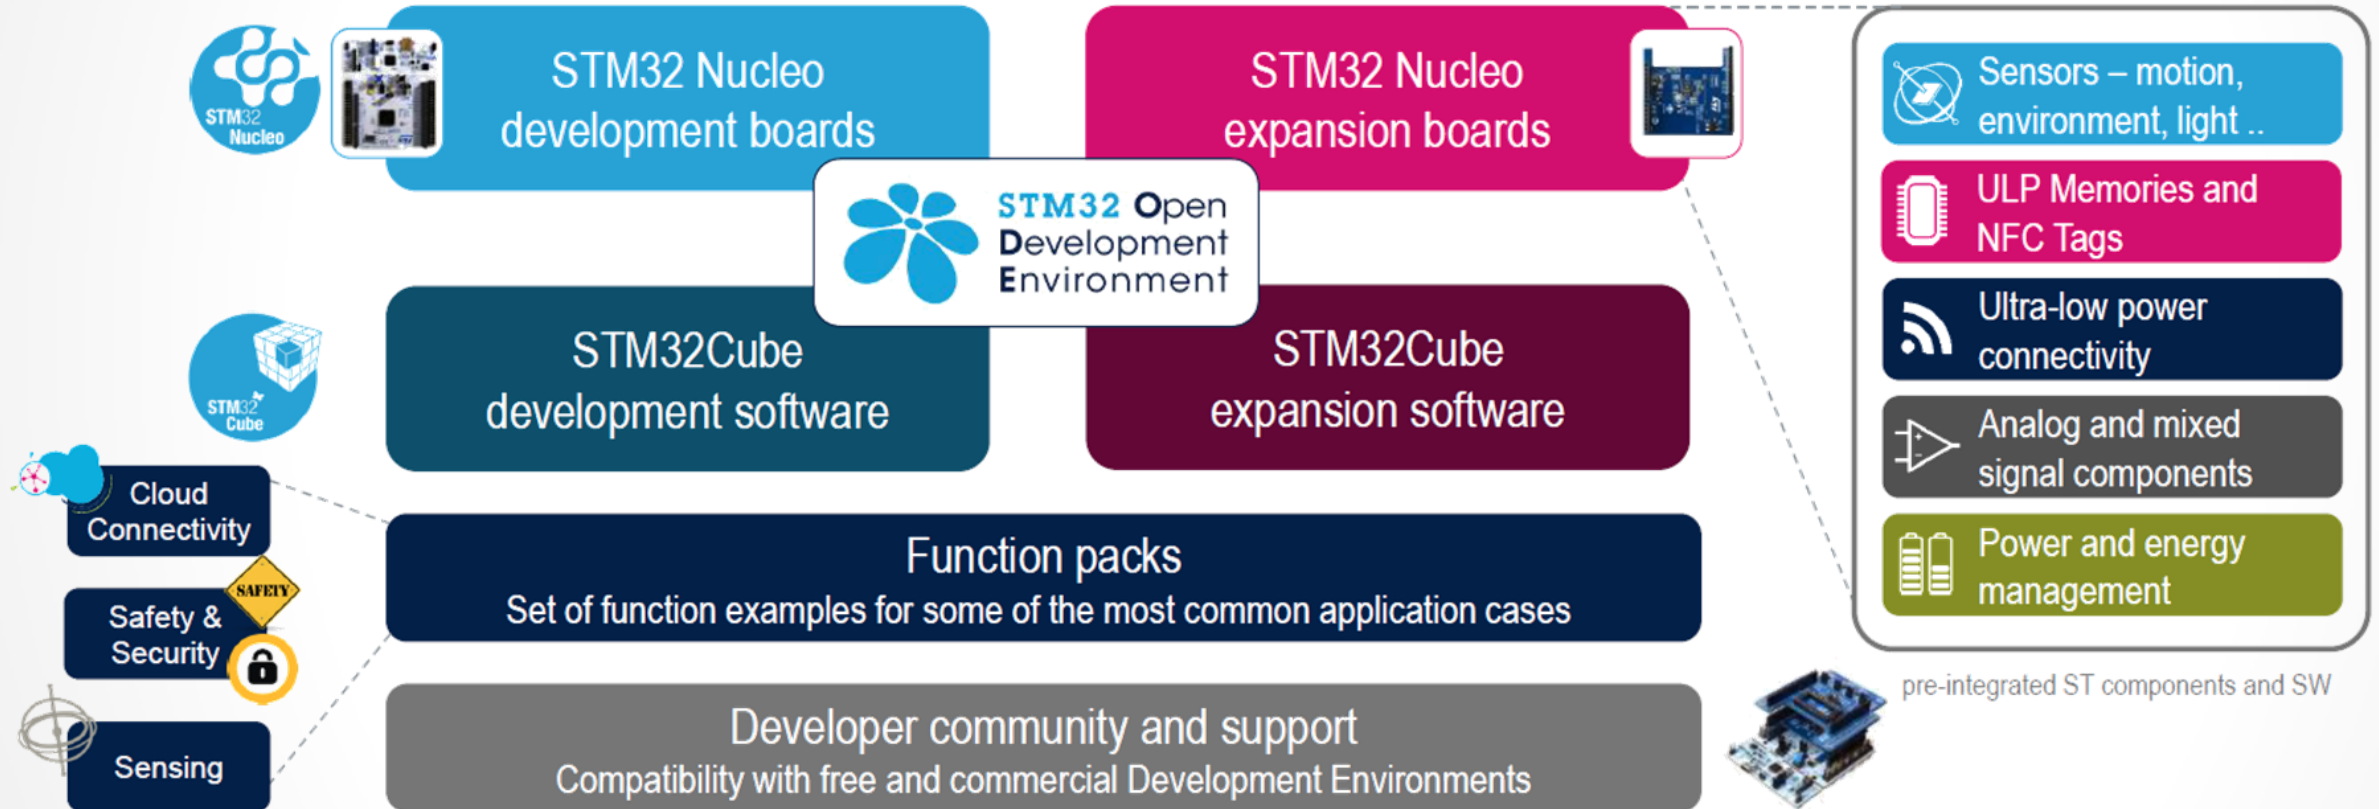 STM32
Nucleo
STM32 Nucleo
development boards
STM32 Nucleo
expansion boards
STM32 Open
Development
Environment
STM32
Cube
STM32Cube
development software
STM32Cube
expansion software
Cloud
Connectivity
SAFETY
Safety &
Security
Sensing
Function packs
Set of function examples for some of the most common application cases
Developer community and support
Compatibility with free and commercial Development Environments
Sensors – motion,
environment, light ..
ULP Memories and
NFC Tags
Ultra-low power
connectivity
Analog and mixed
signal components
Power and energy
management
pre-integrated ST components and SW